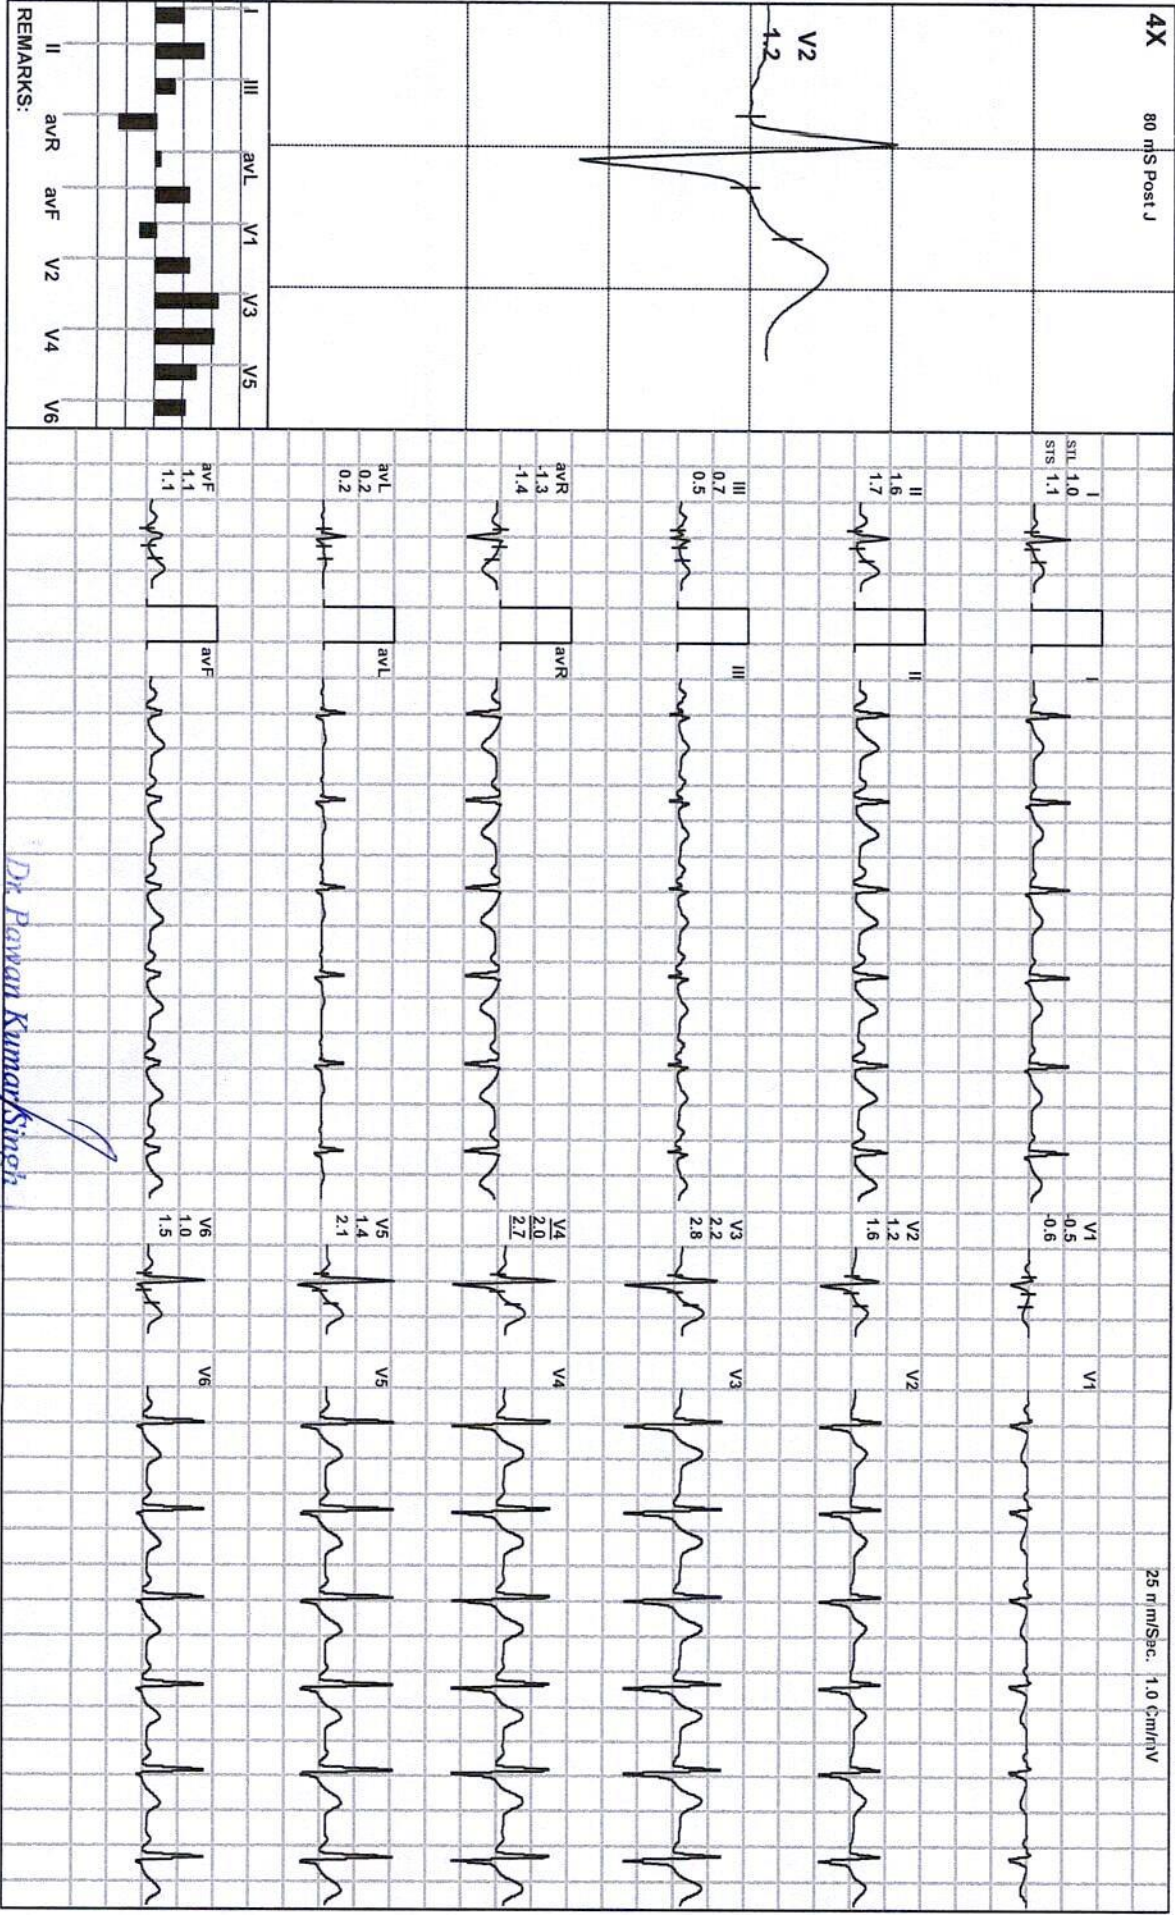 4X
80 mS Post J
25 mm/Sec. 1.0 Cm/mV
V2
1.2
I
STL 1.0
STS 1.1
I
V1
-0.5
-0.6
V1
II
1.6
1.7
II
V2
1.2
1.6
V2
III
0.7
0.5
III
V3
2.2
2.8
V3
avR
-1.3
-1.4
avR
V4
2.0
2.7
V4
avL
0.2
0.2
avL
V5
1.4
2.1
V5
avF
1.1
1.1
avF
V6
1.0
1.5
V6
I III avL V1 V3 V5
II avR avF V2 V4 V6
REMARKS:
Dr. Pawan Kumar Singh